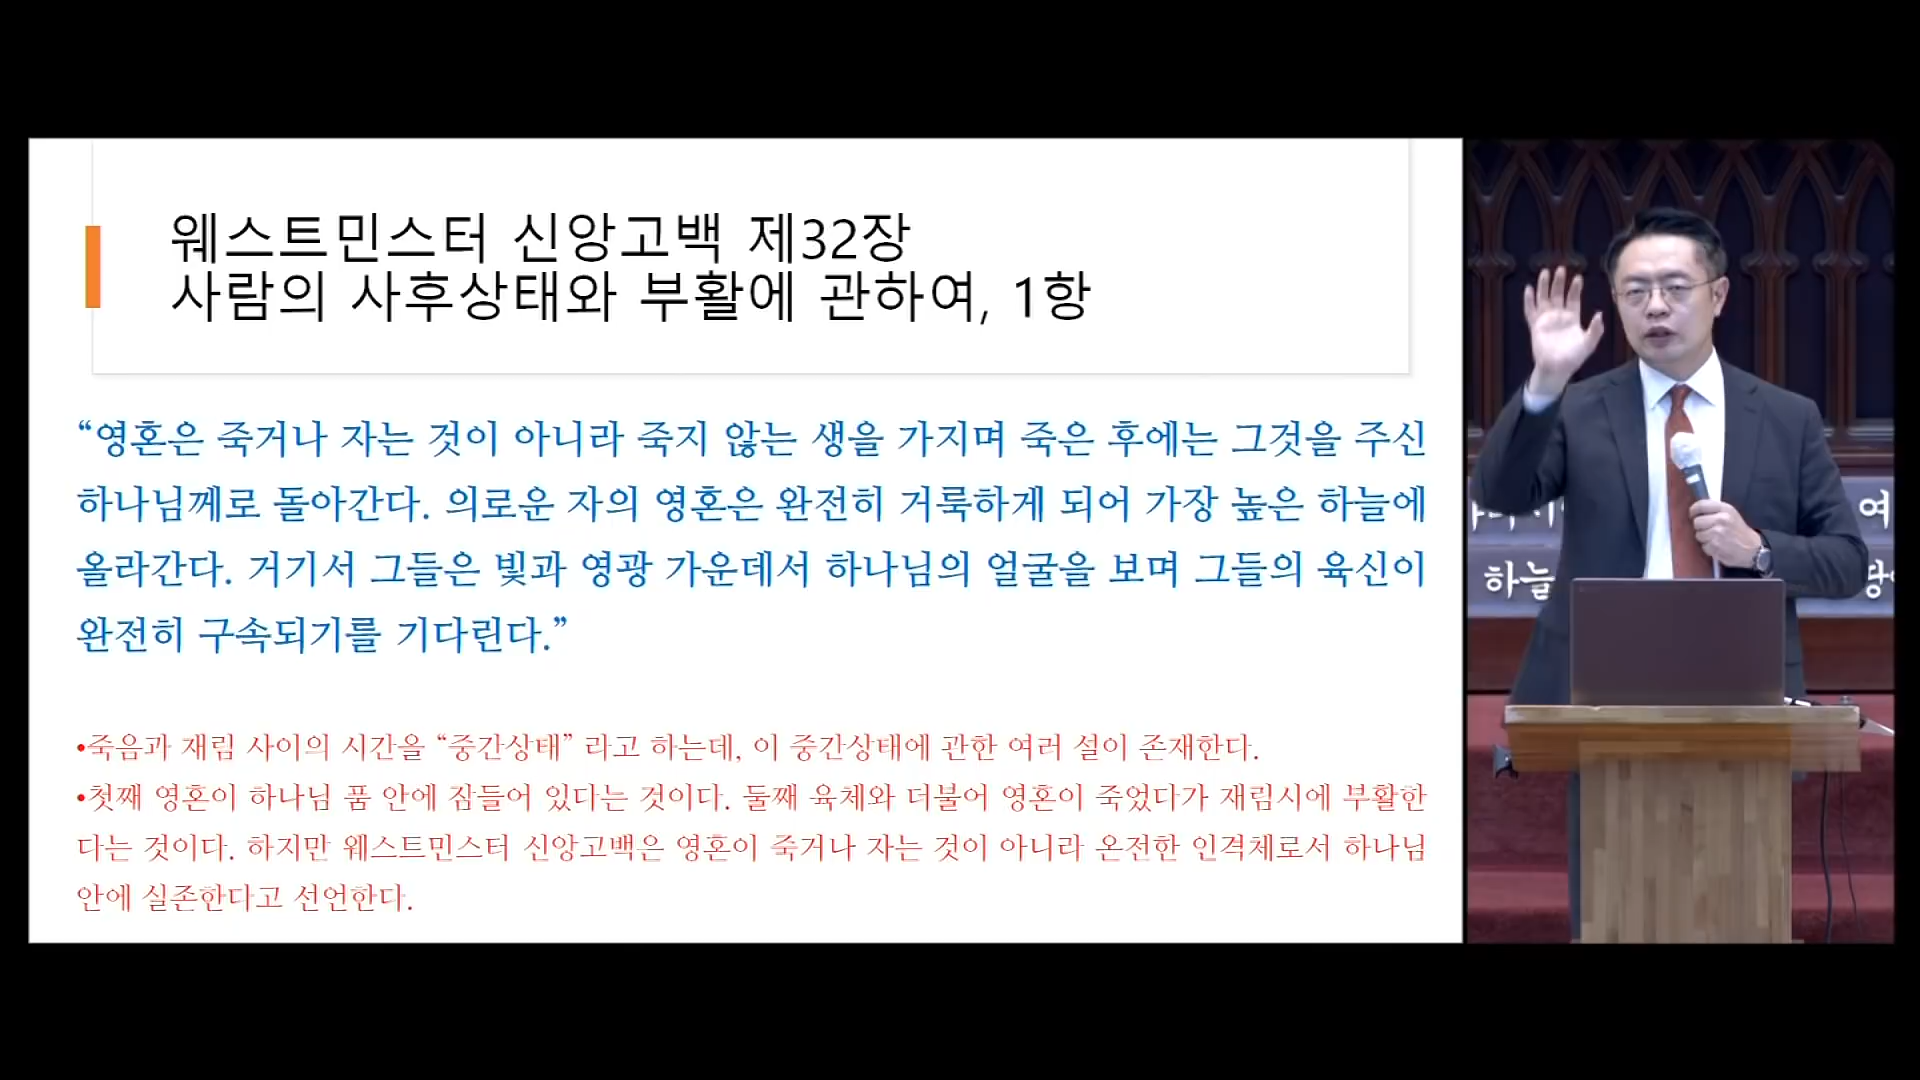 웨스트민스터 신앙고백 제32장
사람의 사후상태와 부활에 관하여, 1항
“영혼은 죽거나 자는 것이 아니라 죽지 않는 생을 가지며 죽은 후에는 그것을 주신
하나님께로 돌아간다. 의로운 자의 영혼은 완전히 거룩하게 되어 가장 높은 하늘에
올라간다. 거기서 그들은 빛과 영광 가운데서 하나님의 얼굴을 보며 그들의 육신이
완전히 구속되기를 기다린다.”
•죽음과 재림 사이의 시간을 “중간상태” 라고 하는데, 이 중간상태에 관한 여러 설이 존재한다.
•첫째 영혼이 하나님 품 안에 잠들어 있다는 것이다. 둘째 육체와 더불어 영혼이 죽었다가 재림시에 부활한
다는 것이다. 하지만 웨스트민스터 신앙고백은 영혼이 죽거나 자는 것이 아니라 온전한 인격체로서 하나님
안에 실존한다고 선언한다.
여
하늘